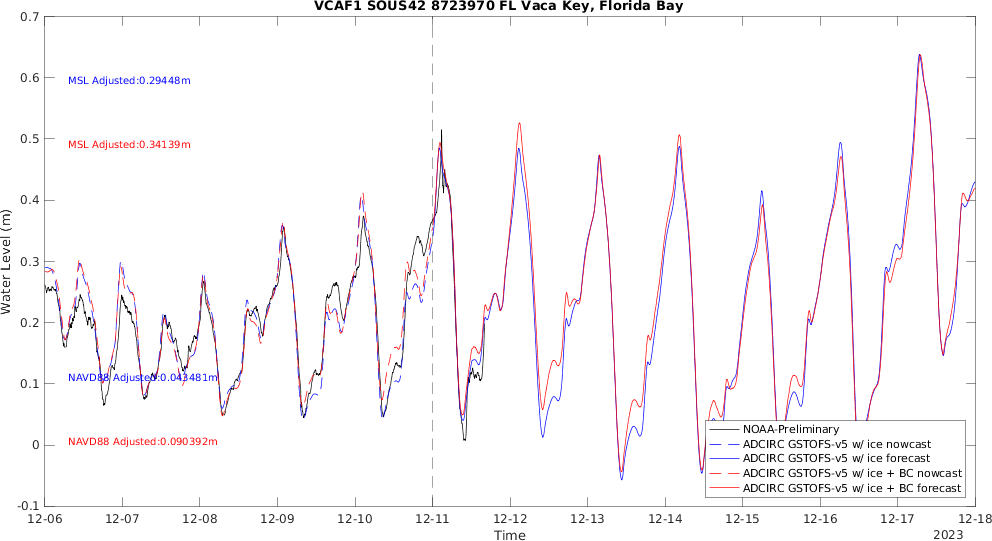 VCAF1 SOUS42 8723970 FL Vaca Key, Florida Bay
0.7
0.6
0.5
0.4
0.3
0.2
0.1
0
-0.1
Water Level (m)
MSL Adjusted:0.29448m
MSL Adjusted:0.34139m
NAVD88 Adjusted:0.043481m
NAVD88 Adjusted:0.090392m
NOAA-Preliminary
ADCIRC GSTOFS-v5 w/ ice nowcast
ADCIRC GSTOFS-v5 w/ ice forecast
ADCIRC GSTOFS-v5 w/ ice + BC nowcast
ADCIRC GSTOFS-v5 w/ ice + BC forecast
12-06 12-07 12-08 12-09 12-10 12-11 12-12 12-13 12-14 12-15 12-16 12-17 12-18
Time
2023